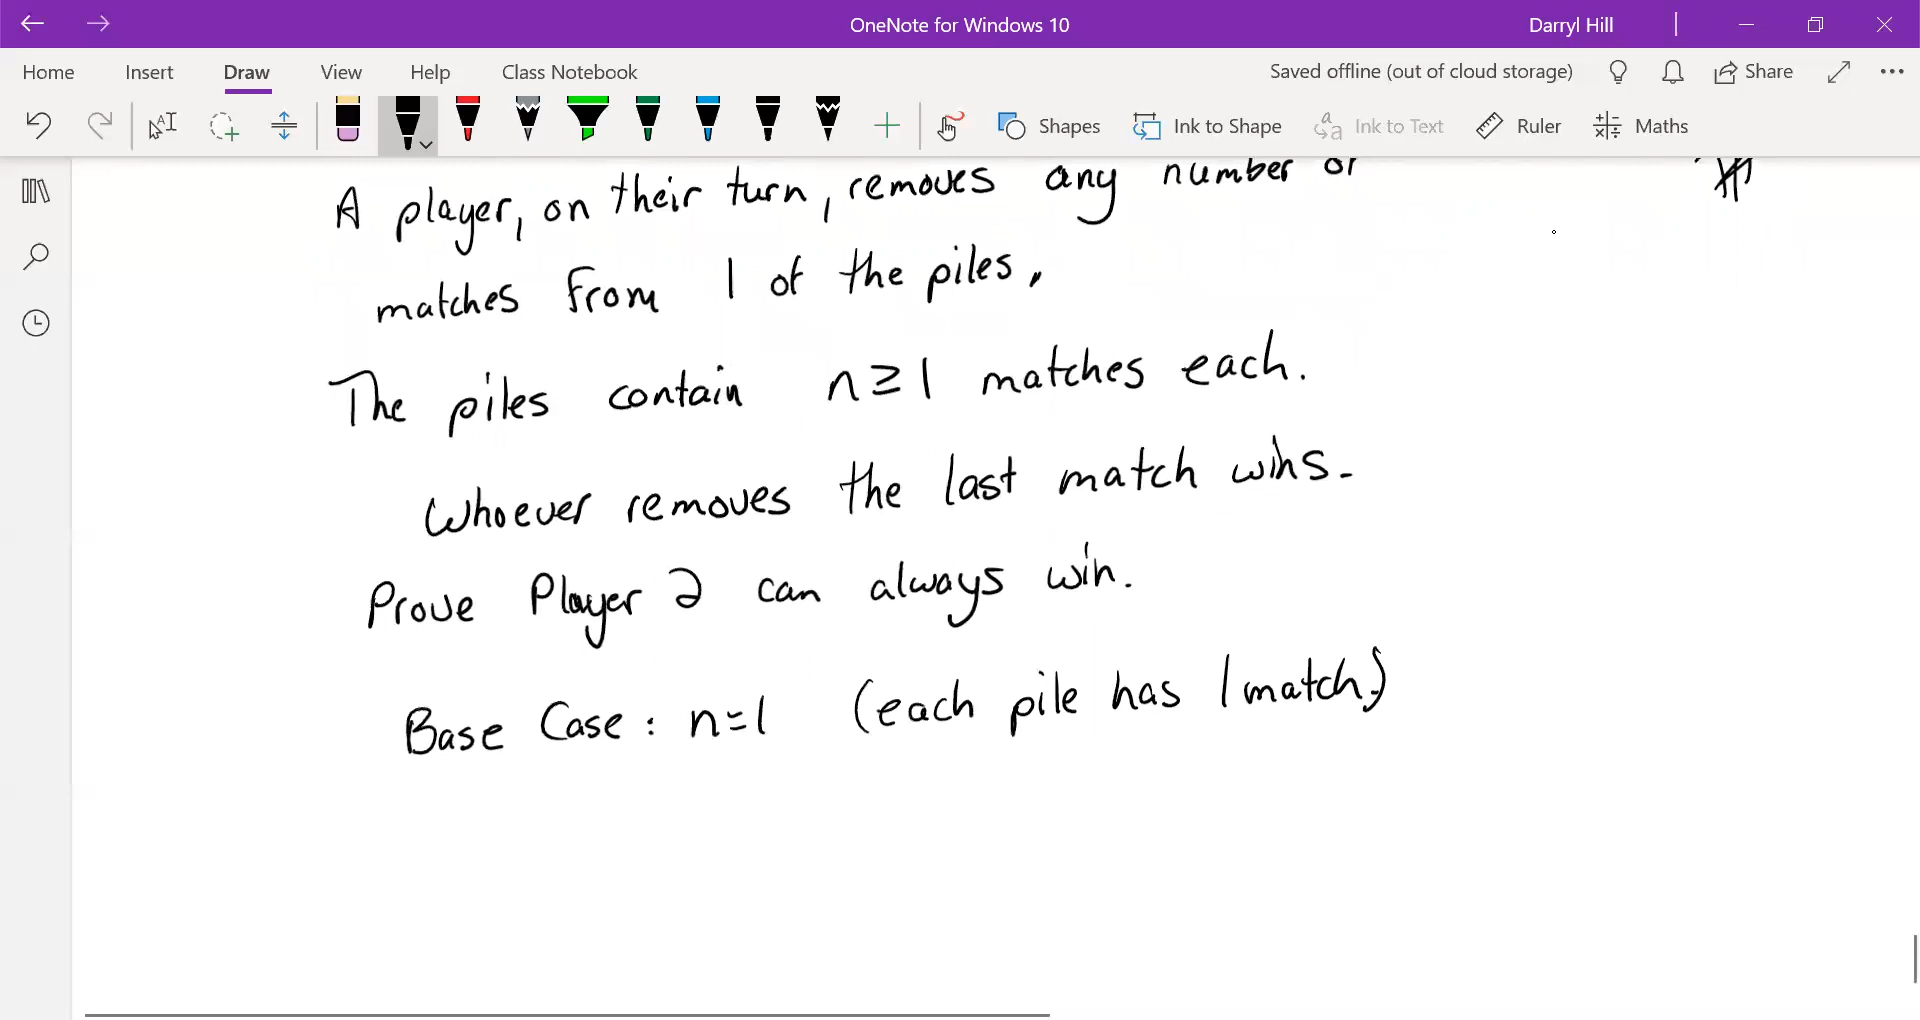 OneNote for Windows 10
Darryl Hill
Home Insert Draw View Help Class Notebook
Saved offline (out of cloud storage) Share
Shapes Ink to Shape Ink to Text Ruler Maths
A player, on their turn, removes any number of
matches from 1 of the piles.
The piles contain n≥1 matches each.
Whoever removes the last match wins.
Prove Player 2 can always win.
Base Case: n=1 (each pile has 1 match.)